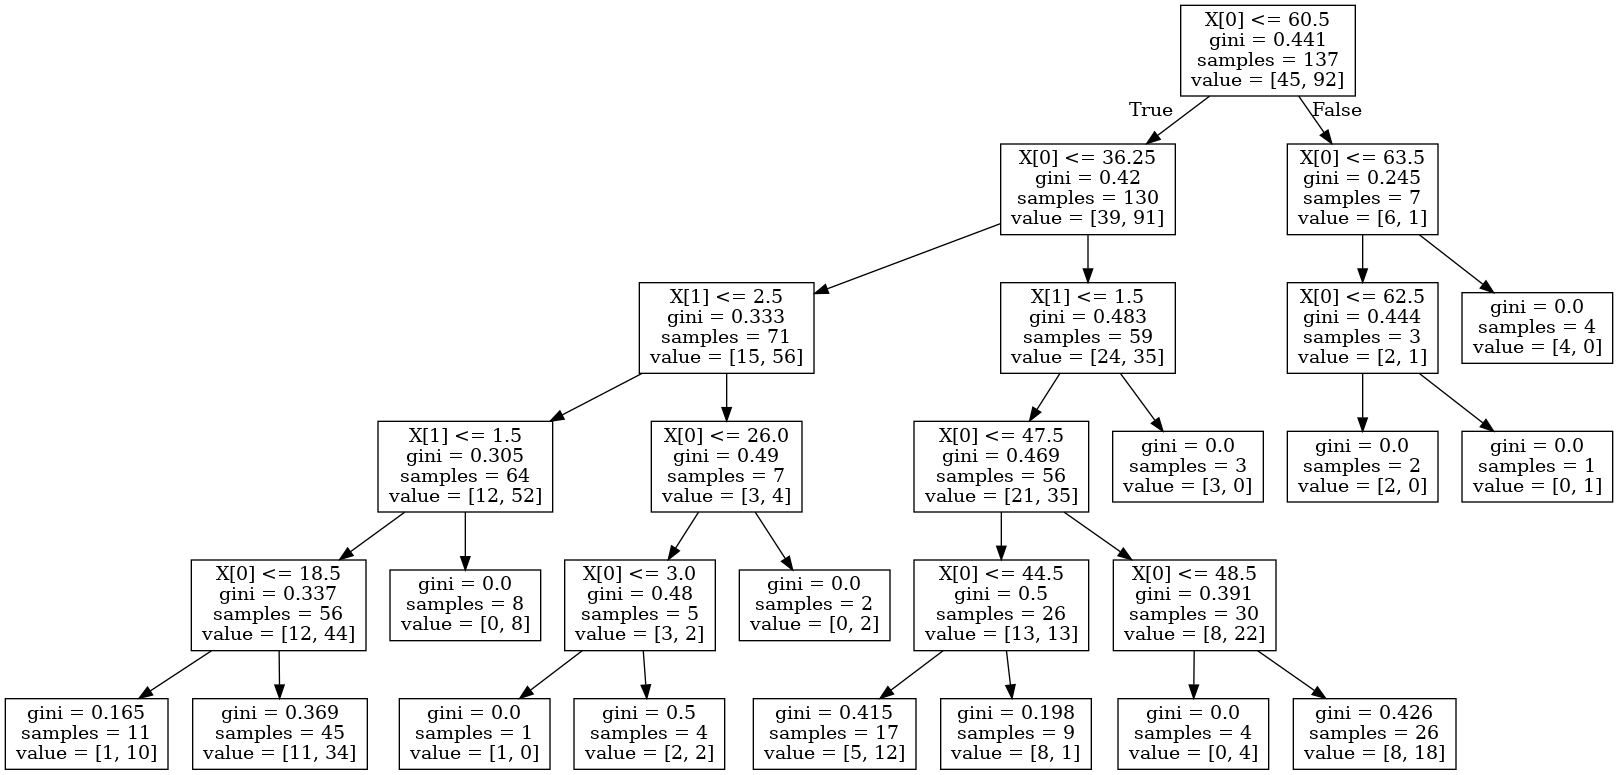 X[0] <= 60.5
gini = 0.441
samples = 137
value = [45, 92]
True
False
X[0] <= 36.25
gini = 0.42
samples = 130
value = [39, 91]
X[0] <= 63.5
gini = 0.245
samples = 7
value = [6, 1]
X[1] <= 2.5
gini = 0.333
samples = 71
value = [15, 56]
X[1] <= 1.5
gini = 0.483
samples = 59
value = [24, 35]
X[0] <= 62.5
gini = 0.444
samples = 3
value = [2, 1]
gini = 0.0
samples = 4
value = [4, 0]
X[1] <= 1.5
gini = 0.305
samples = 64
value = [12, 52]
X[0] <= 26.0
gini = 0.49
samples = 7
value = [3, 4]
X[0] <= 47.5
gini = 0.469
samples = 56
value = [21, 35]
gini = 0.0
samples = 3
value = [3, 0]
gini = 0.0
samples = 2
value = [2, 0]
gini = 0.0
samples = 1
value = [0, 1]
X[0] <= 18.5
gini = 0.337
samples = 56
value = [12, 44]
gini = 0.0
samples = 8
value = [0, 8]
X[0] <= 3.0
gini = 0.48
samples = 5
value = [3, 2]
gini = 0.0
samples = 2
value = [0, 2]
X[0] <= 44.5
gini = 0.5
samples = 26
value = [13, 13]
X[0] <= 48.5
gini = 0.391
samples = 30
value = [8, 22]
gini = 0.165
samples = 11
value = [1, 10]
gini = 0.369
samples = 45
value = [11, 34]
gini = 0.0
samples = 1
value = [1, 0]
gini = 0.5
samples = 4
value = [2, 2]
gini = 0.415
samples = 17
value = [5, 12]
gini = 0.198
samples = 9
value = [8, 1]
gini = 0.0
samples = 4
value = [0, 4]
gini = 0.426
samples = 26
value = [8, 18]